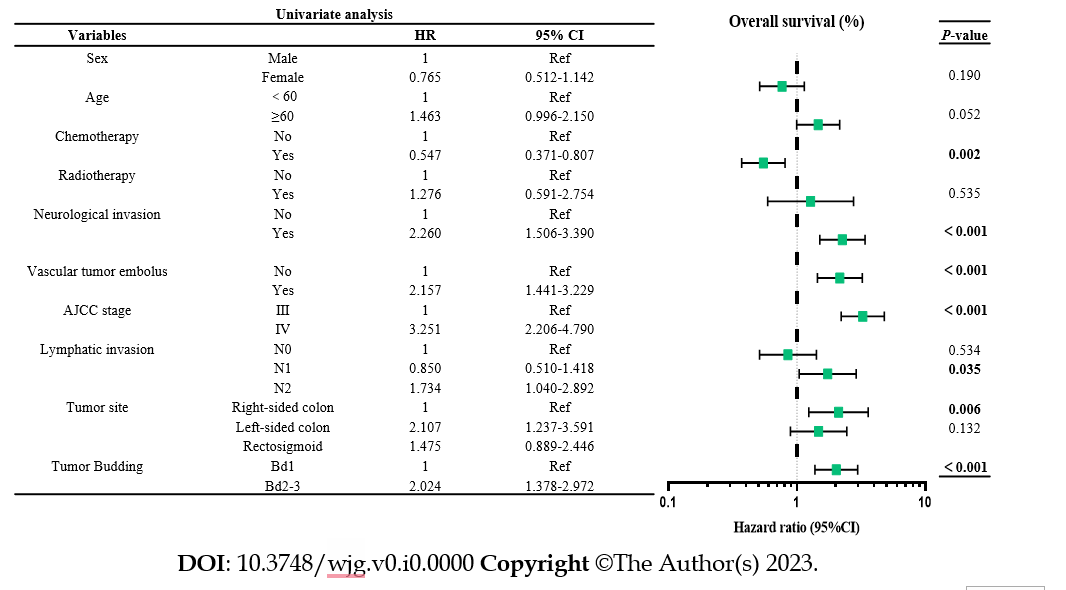 Univariate analysis
Overall survival (%)
Variables HR 95% CI P-value
Sex Male 1 Ref
Female 0.765 0.512-1.142 0.190
Age < 60 1 Ref
≥60 1.463 0.996-2.150 0.052
Chemotherapy No 1 Ref
Yes 0.547 0.371-0.807 0.002
Radiotherapy No 1 Ref
Yes 1.276 0.591-2.754 0.535
Neurological invasion No 1 Ref
Yes 2.260 1.506-3.390 < 0.001
Vascular tumor embolus No 1 Ref < 0.001
Yes 2.157 1.441-3.229
AJCC stage III 1 Ref < 0.001
IV 3.251 2.206-4.790
Lymphatic invasion N0 1 Ref 0.534
N1 0.850 0.510-1.418 0.035
N2 1.734 1.040-2.892
Tumor site Right-sided colon 1 Ref 0.006
Left-sided colon 2.107 1.237-3.591 0.132
Rectosigmoid 1.475 0.889-2.446
Tumor Budding Bd1 1 Ref < 0.001
Bd2-3 2.024 1.378-2.972
0.1 1 10
Hazard ratio (95%CI)
DOI: 10.3748/wjg.v0.i0.0000 Copyright ©The Author(s) 2023.